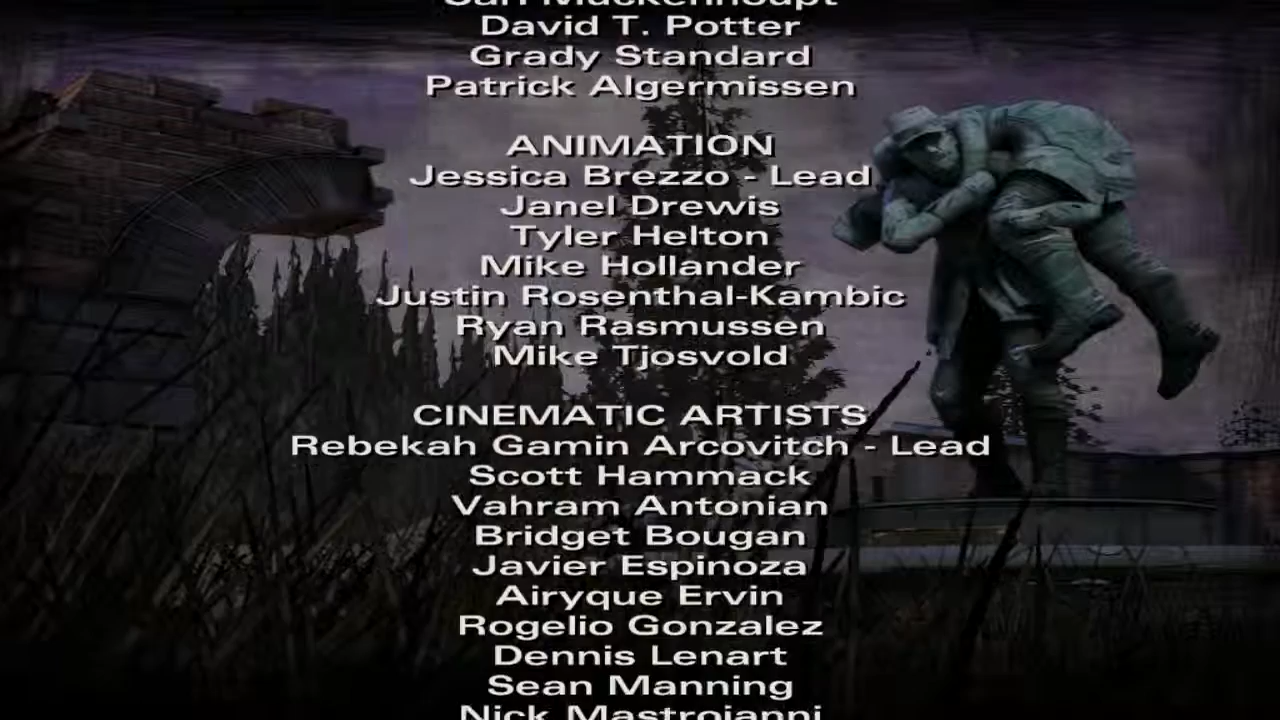 David T. Potter
Grady Standard
Patrick Algermissen
ANIMATION
Jessica Brezzo - Lead
Janel Drewis
Tyler Helton
Mike Hollander
Justin Rosenthal-Kambic
Ryan Rasmussen
Mike Tjosvold
CINEMATIC ARTISTS
Rebekah Gamin Arcovitch - Lead
Scott Hammack
Vahram Antonian
Bridget Bougan
Javier Espinoza
Airyque Ervin
Rogelio Gonzalez
Dennis Lenart
Sean Manning
Nick Mastroianni